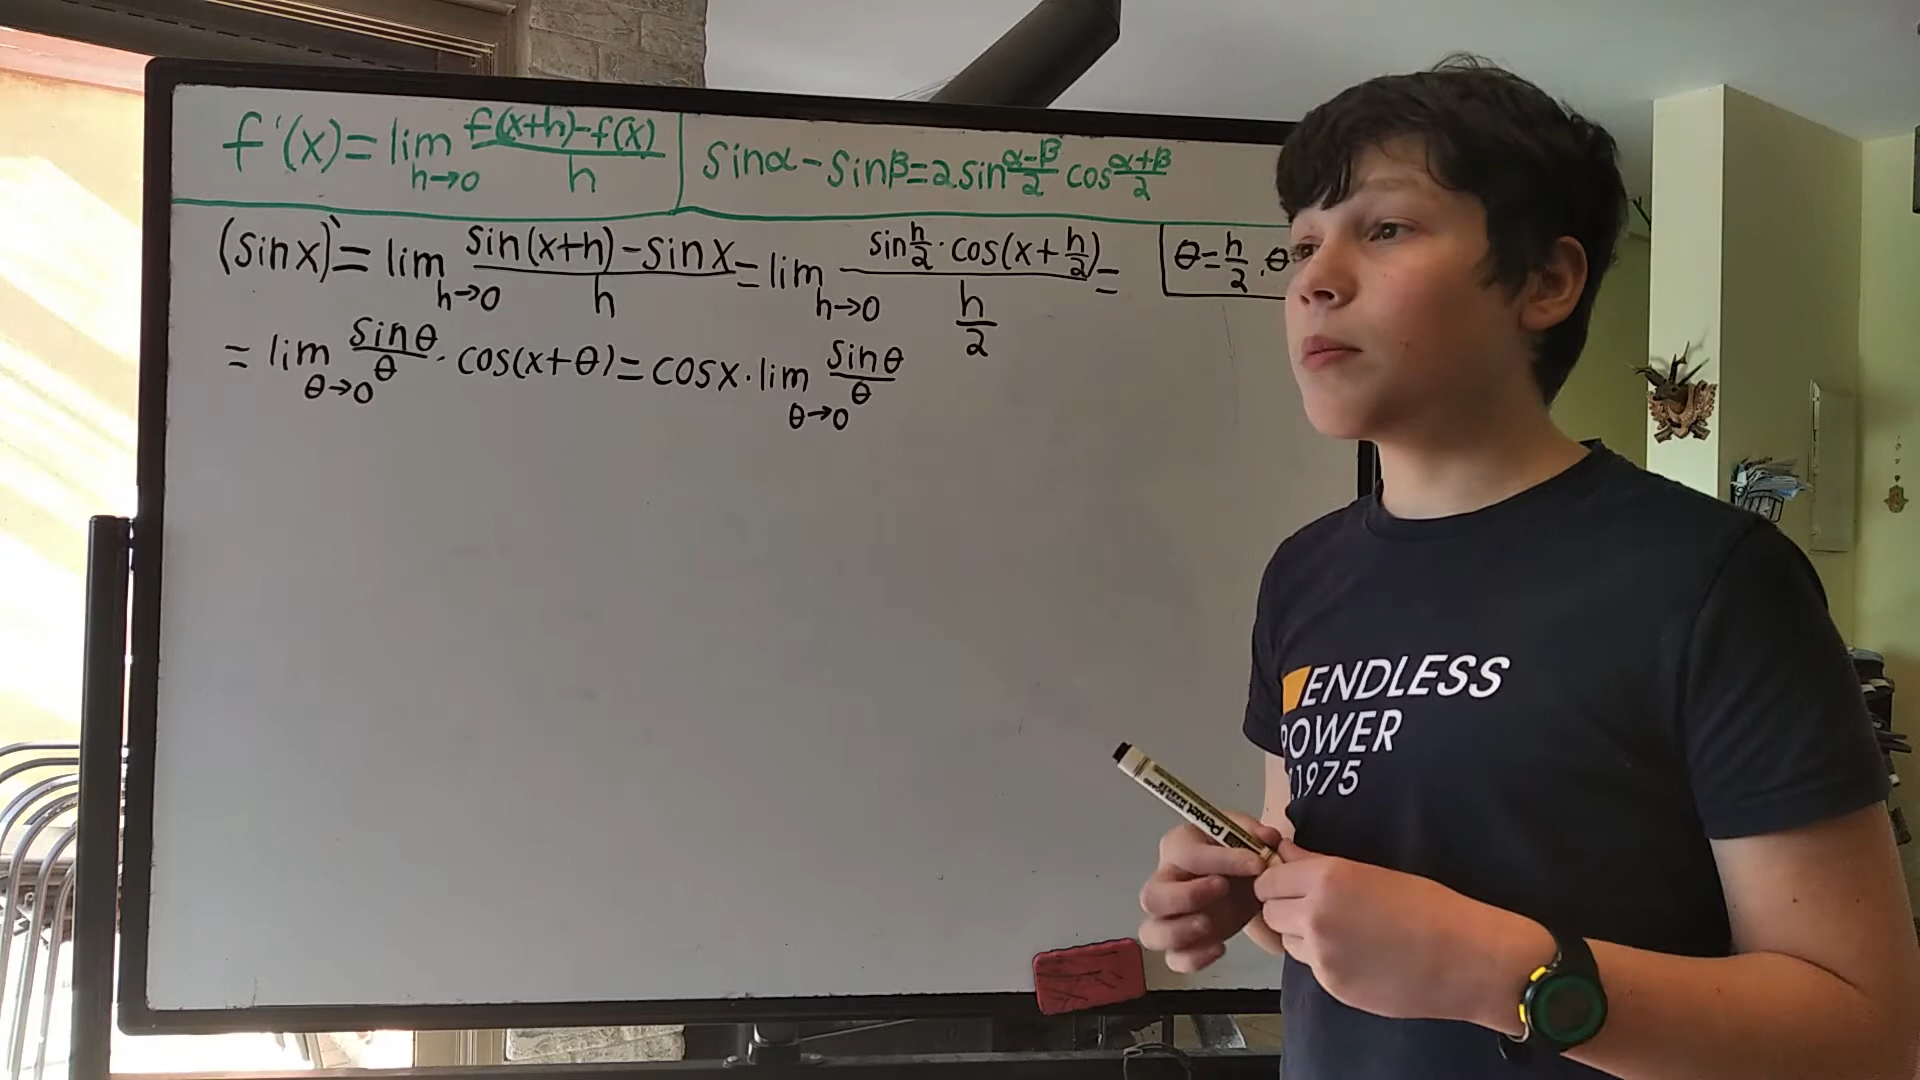 f'(x)=lim h→0 f(x+h)-f(x)/h
sinα-sinβ=2sin α-β/2 cos α+β/2
(sinx)'=lim h→0 sin(x+h)-sinx/h=lim h→0 sin h/2·cos(x+h/2)/h/2=
θ=h/2, θ
=lim θ→0 sinθ/θ·cos(x+θ)=cosx·lim θ→0 sinθ/θ
ENDLESS
POWER
.1975
Pentel